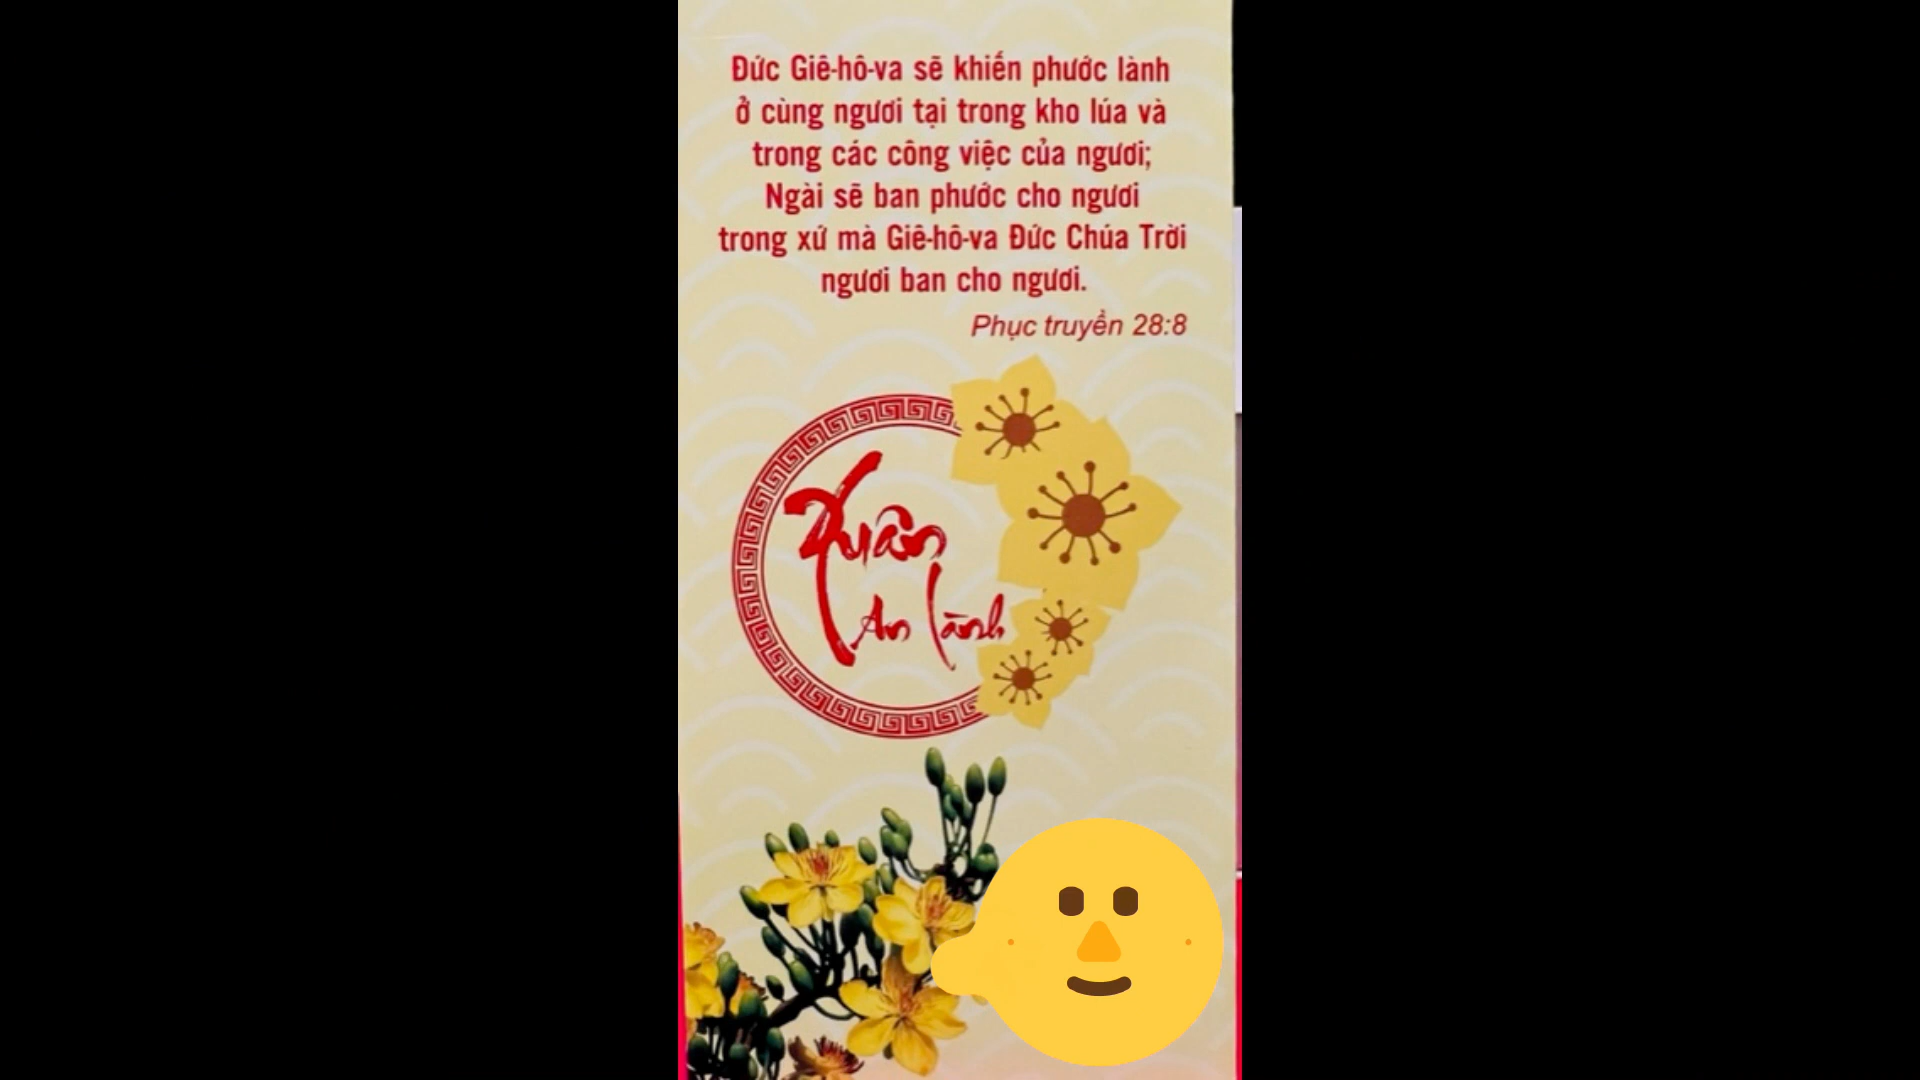 Đức Giê-hô-va sẽ khiến phước lành
ở cùng ngươi tại trong kho lúa và
trong các công việc của ngươi;
Ngài sẽ ban phước cho ngươi
trong xứ mà Giê-hô-va Đức Chúa Trời
ngươi ban cho ngươi.
Phục truyền 28:8
Xuân
An lành